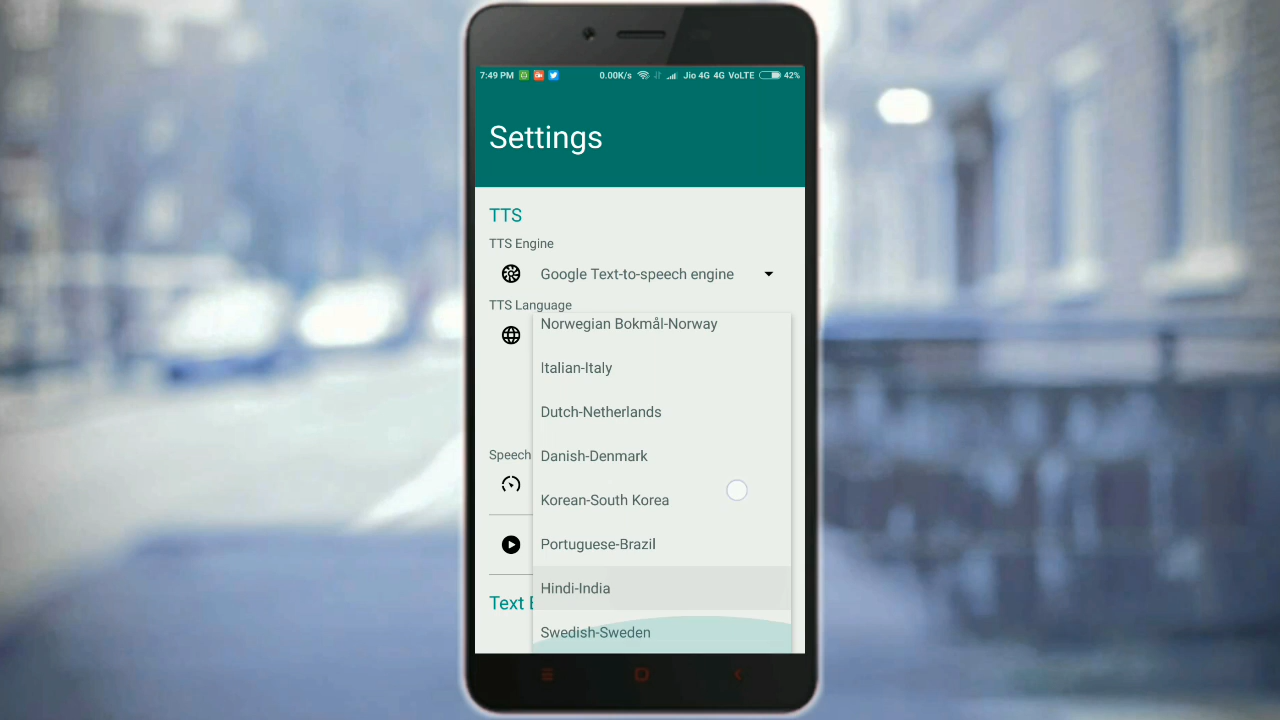 7:49 PM 0.00K/s Jio 4G 4G VoLTE 42%
Settings
TTS
TTS Engine
Google Text-to-speech engine
TTS Language
Norwegian Bokmål-Norway
Italian-Italy
Dutch-Netherlands
Danish-Denmark
Speech
Korean-South Korea
Portuguese-Brazil
Hindi-India
Text
Swedish-Sweden